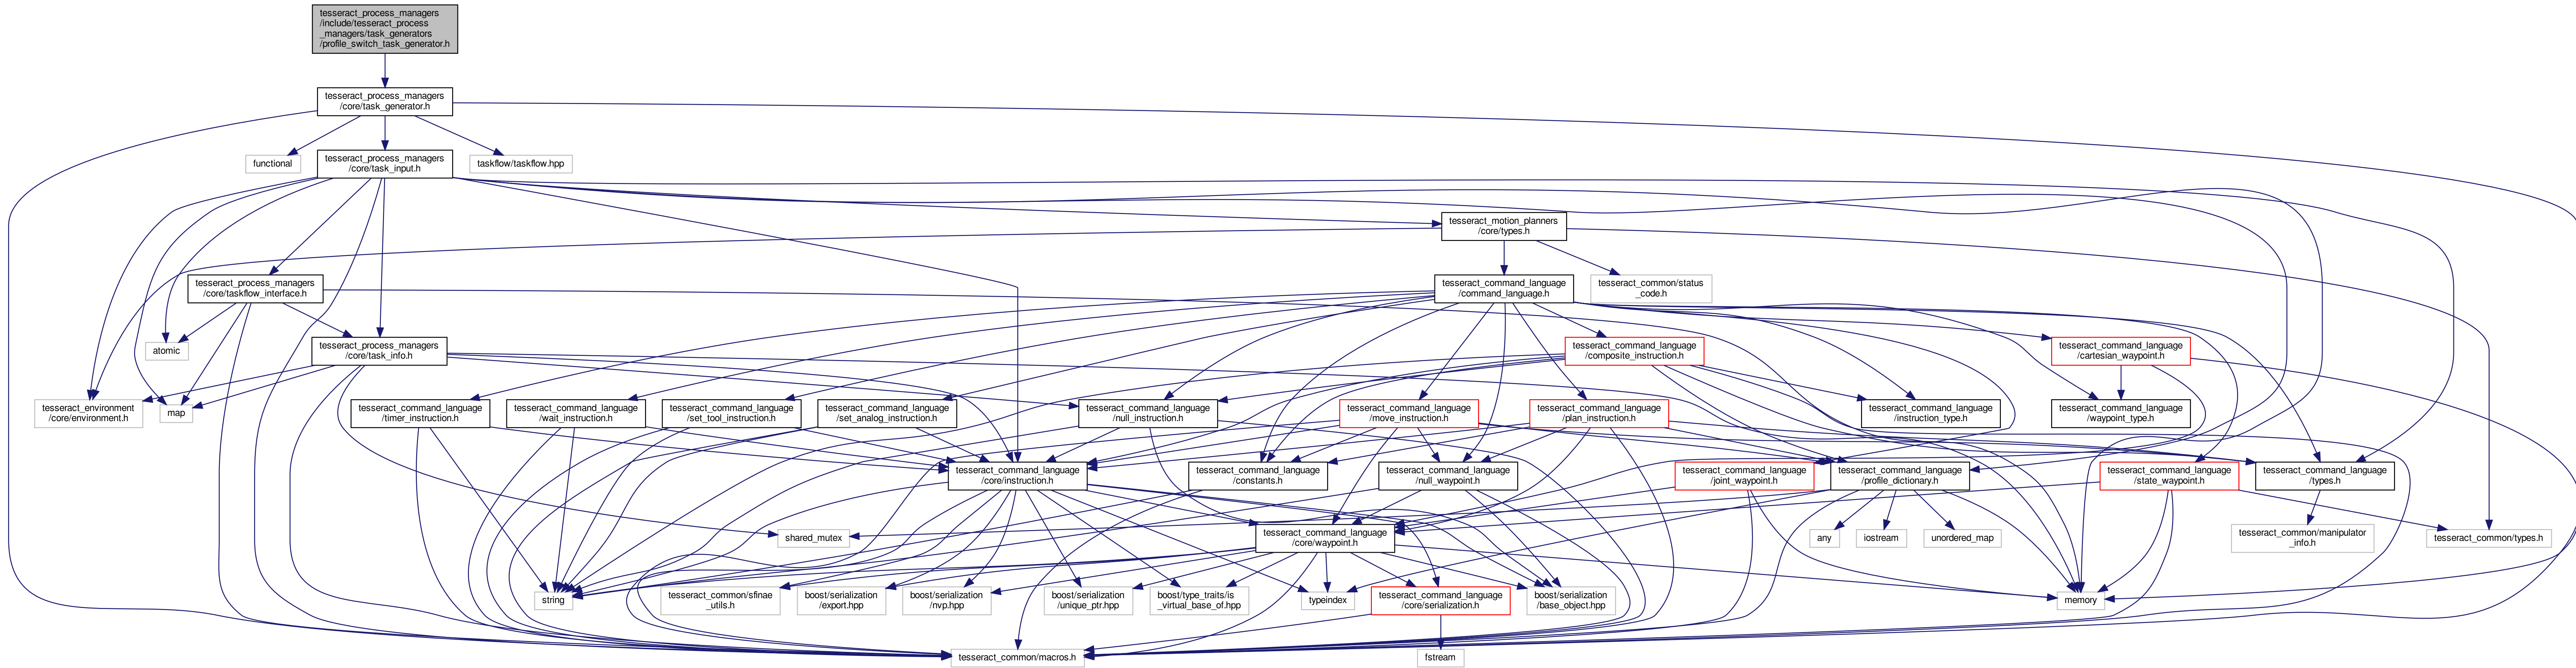 tesseract_process_managers
/include/tesseract_process
_managers/task_generators
/profile_switch_task_generator.h
tesseract_process_managers
/core/task_generator.h
functional
tesseract_process_managers
/core/task_input.h
taskflow/taskflow.hpp
tesseract_motion_planners
/core/types.h
tesseract_process_managers
/core/taskflow_interface.h
tesseract_command_language
/command_language.h
tesseract_common/status
_code.h
atomic
tesseract_process_managers
/core/task_info.h
tesseract_command_language
/composite_instruction.h
tesseract_command_language
/cartesian_waypoint.h
tesseract_environment
/core/environment.h
map
tesseract_command_language
/timer_instruction.h
tesseract_command_language
/wait_instruction.h
tesseract_command_language
/set_tool_instruction.h
tesseract_command_language
/set_analog_instruction.h
tesseract_command_language
/null_instruction.h
tesseract_command_language
/move_instruction.h
tesseract_command_language
/plan_instruction.h
tesseract_command_language
/instruction_type.h
tesseract_command_language
/waypoint_type.h
tesseract_command_language
/core/instruction.h
tesseract_command_language
/constants.h
tesseract_command_language
/null_waypoint.h
tesseract_command_language
/joint_waypoint.h
tesseract_command_language
/profile_dictionary.h
tesseract_command_language
/state_waypoint.h
tesseract_command_language
/types.h
shared_mutex
tesseract_command_language
/core/waypoint.h
any
iostream
unordered_map
tesseract_common/manipulator
_info.h
tesseract_common/types.h
string
tesseract_common/sfinae
_utils.h
boost/serialization
/export.hpp
boost/serialization
/nvp.hpp
boost/serialization
/unique_ptr.hpp
boost/type_traits/is
_virtual_base_of.hpp
typeindex
tesseract_command_language
/core/serialization.h
boost/serialization
/base_object.hpp
memory
tesseract_common/macros.h
fstream